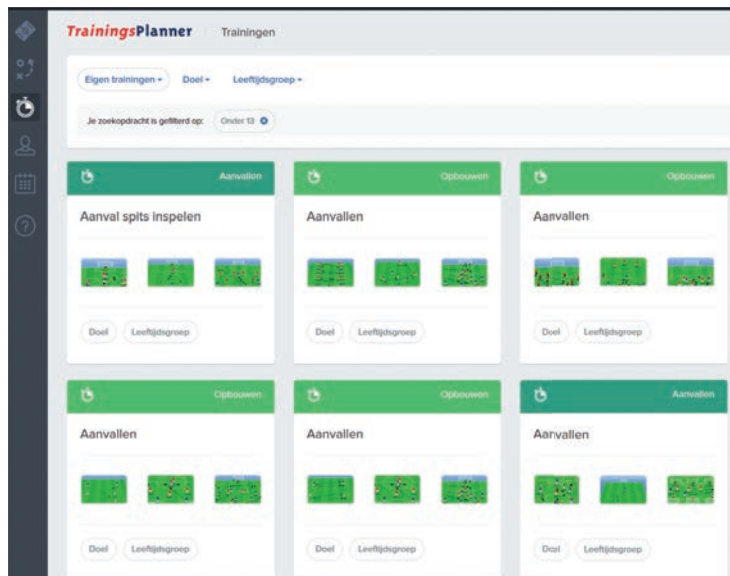 TrainingsPlanner Trainingen
Eigen trainingen Doel Leeftijdsgroep
Je zoekopdracht is gefilterd op: Onder 13
Aanvallen Opbouwen Opbouwen
Aanval spits inspelen Aanvallen Aanvallen
Doel Leeftijdsgroep Doel Leeftijdsgroep Doel Leeftijdsgroep
Opbouwen Opbouwen Aanvallen
Aanvallen Aanvallen Aanvallen
Doel Leeftijdsgroep Doel Leeftijdsgroep Doel Leeftijdsgroep